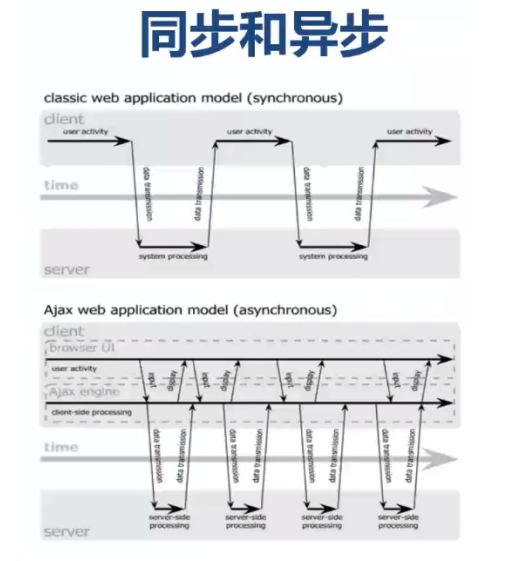 同步和异步
classic web application model (synchronous)
client
user activity
user activity
user activity
data transmission
data transmission
data transmission
data transmission
time
system processing
system processing
server
Ajax web application model (asynchronous)
client
browser UI
user activity
input
display
input
display
input
display
input
display
Ajax engine
client-side processing
data transmission
data transmission
data transmission
data transmission
data transmission
data transmission
data transmission
data transmission
time
server-side
processing
server-side
processing
server-side
processing
server-side
processing
server